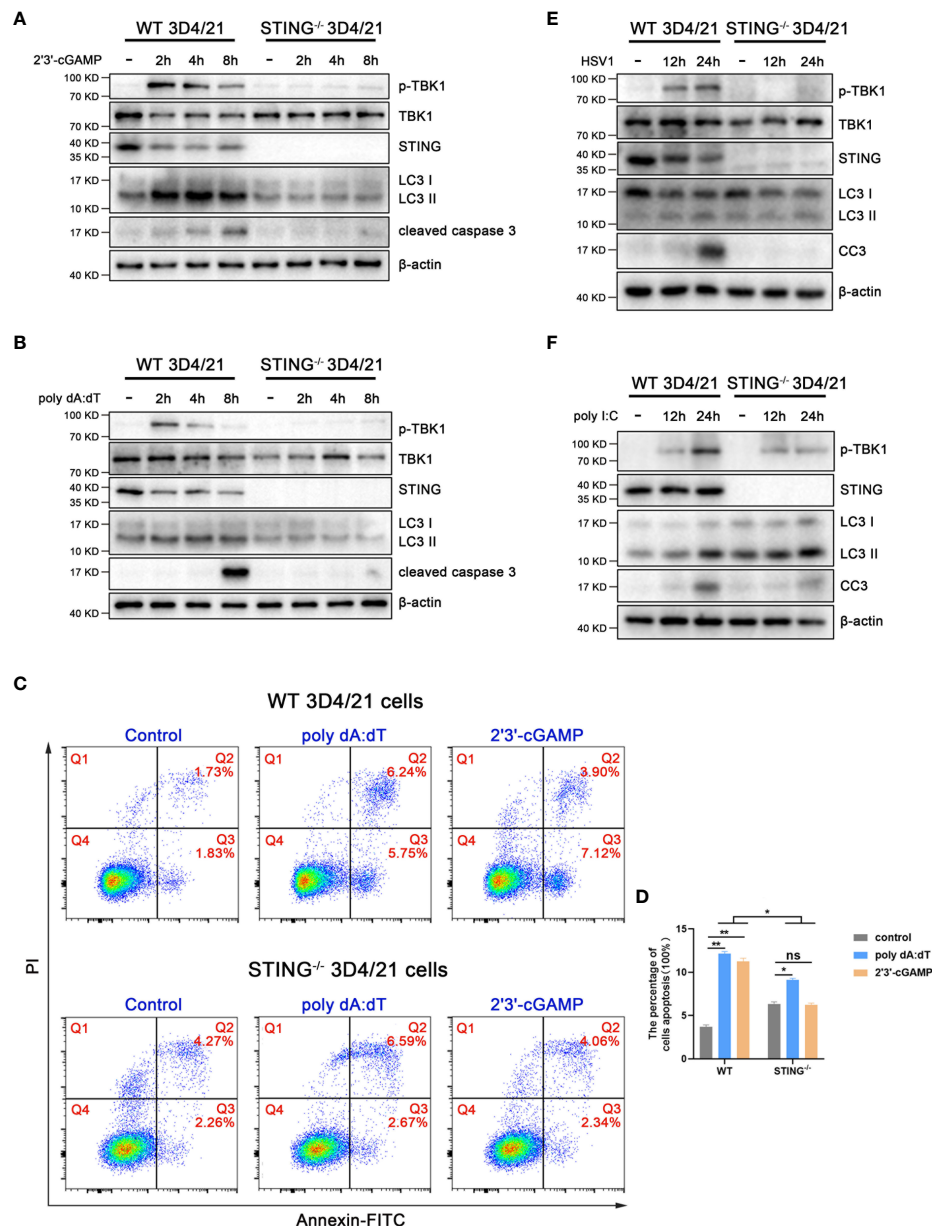 A
WT 3D4/21 STING-/- 3D4/21
2'3'-cGAMP - 2h 4h 8h - 2h 4h 8h
100 KD
70 KD
p-TBK1
70 KD
TBK1
40 KD
35 KD
STING
17 KD
10 KD
LC3 I
LC3 II
17 KD
cleaved caspase 3
40 KD
β-actin
B
WT 3D4/21 STING-/- 3D4/21
poly dA:dT - 2h 4h 8h - 2h 4h 8h
100 KD
70 KD
p-TBK1
70 KD
TBK1
40 KD
35 KD
STING
17 KD
10 KD
LC3 I
LC3 II
17 KD
cleaved caspase 3
40 KD
β-actin
E
WT 3D4/21 STING-/- 3D4/21
HSV1 - 12h 24h - 12h 24h
100 KD
70 KD
p-TBK1
70 KD
TBK1
40 KD
35 KD
STING
17 KD
10 KD
LC3 I
LC3 II
17 KD
CC3
40 KD
β-actin
F
WT 3D4/21 STING-/- 3D4/21
poly I:C - 12h 24h - 12h 24h
100 KD
70 KD
p-TBK1
40 KD
35 KD
STING
17 KD
10 KD
LC3 I
LC3 II
17 KD
CC3
40 KD
β-actin
C
WT 3D4/21 cells
Control poly dA:dT 2'3'-cGAMP
Q1 Q2 Q1 Q2 Q1 Q2
1.73% 6.24% 3.90%
Q4 Q3 Q4 Q3 Q4 Q3
1.83% 5.75% 7.12%
STING-/- 3D4/21 cells
Control poly dA:dT 2'3'-cGAMP
Q1 Q2 Q1 Q2 Q1 Q2
4.27% 6.59% 4.06%
Q4 Q3 Q4 Q3 Q4 Q3
2.26% 2.67% 2.34%
PI
Annexin-FITC
D
The percentage of
cells apoptosis(100%)
15
10
5
0
*
**
**
ns
*
WT STING-/-
control
poly dA:dT
2'3'-cGAMP